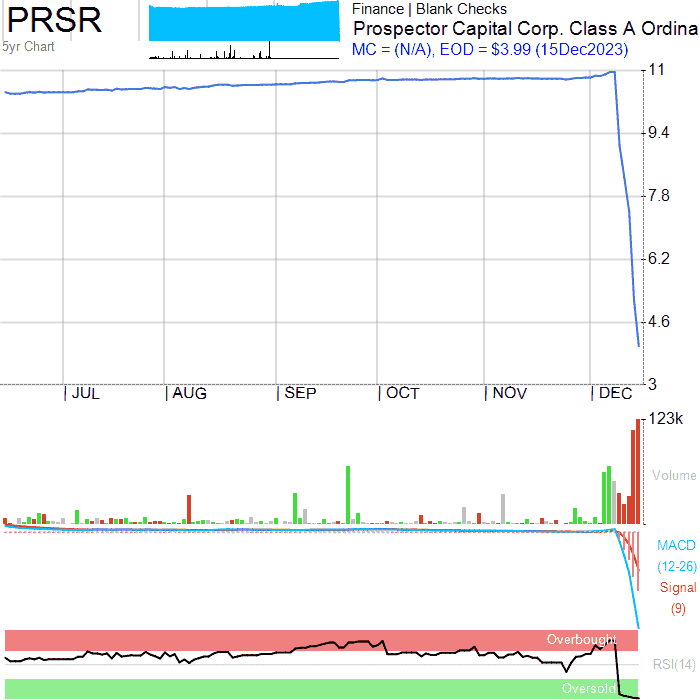 PRSR
5yr Chart
Finance | Blank Checks
Prospector Capital Corp. Class A Ordina
MC = (N/A), EOD = $3.99 (15Dec2023)
11
9.4
7.8
6.2
4.6
3
| JUL | AUG | SEP | OCT | NOV | DEC
123k
Volume
MACD
(12-26)
Signal
(9)
Overbought
RSI(14)
Oversold